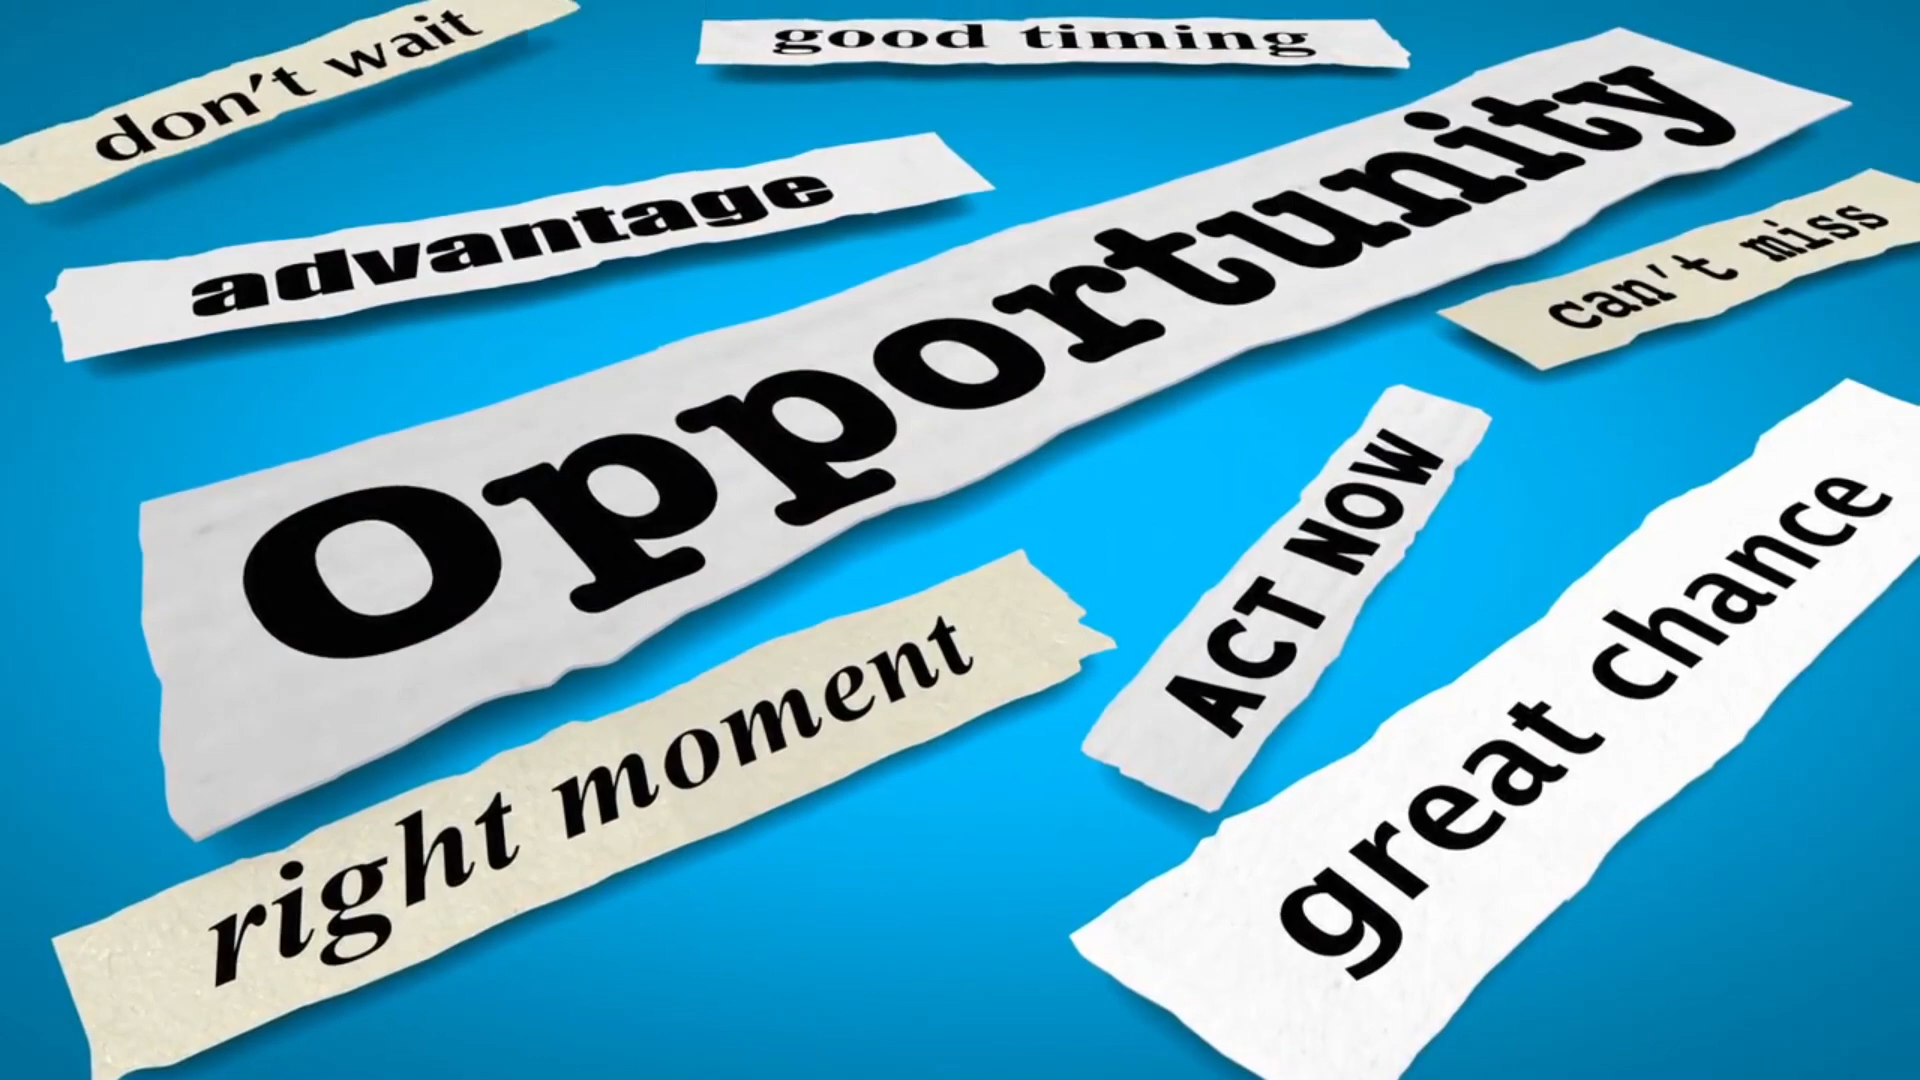 don't wait
good timing
advantage
Opportunity
can't miss
ACT NOW
right moment
great chance